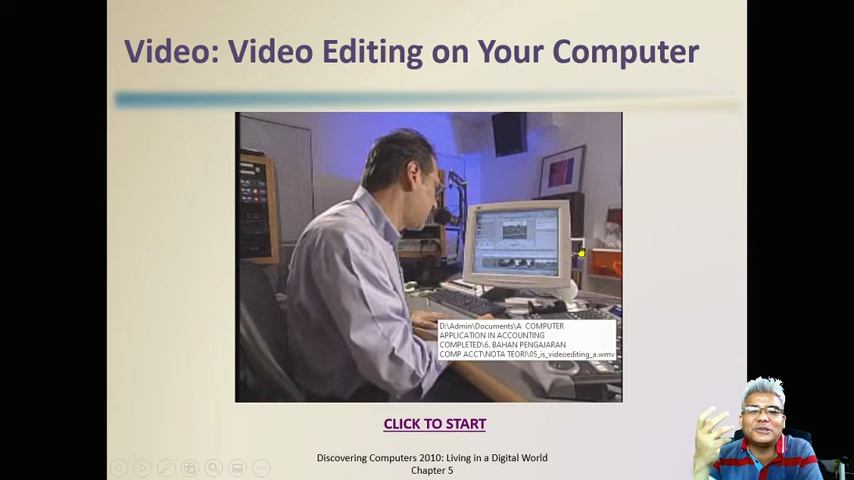 Video: Video Editing on Your Computer
D:\Admin\Documents\A COMPUTER
APPLICATION IN ACCOUNTING
COMPLETED\6. BAHAN PENGAJARAN
COMP ACCT\NOTA TEORI\05_is_videoediting_a.wmv
CLICK TO START
Discovering Computers 2010: Living in a Digital World
Chapter 5